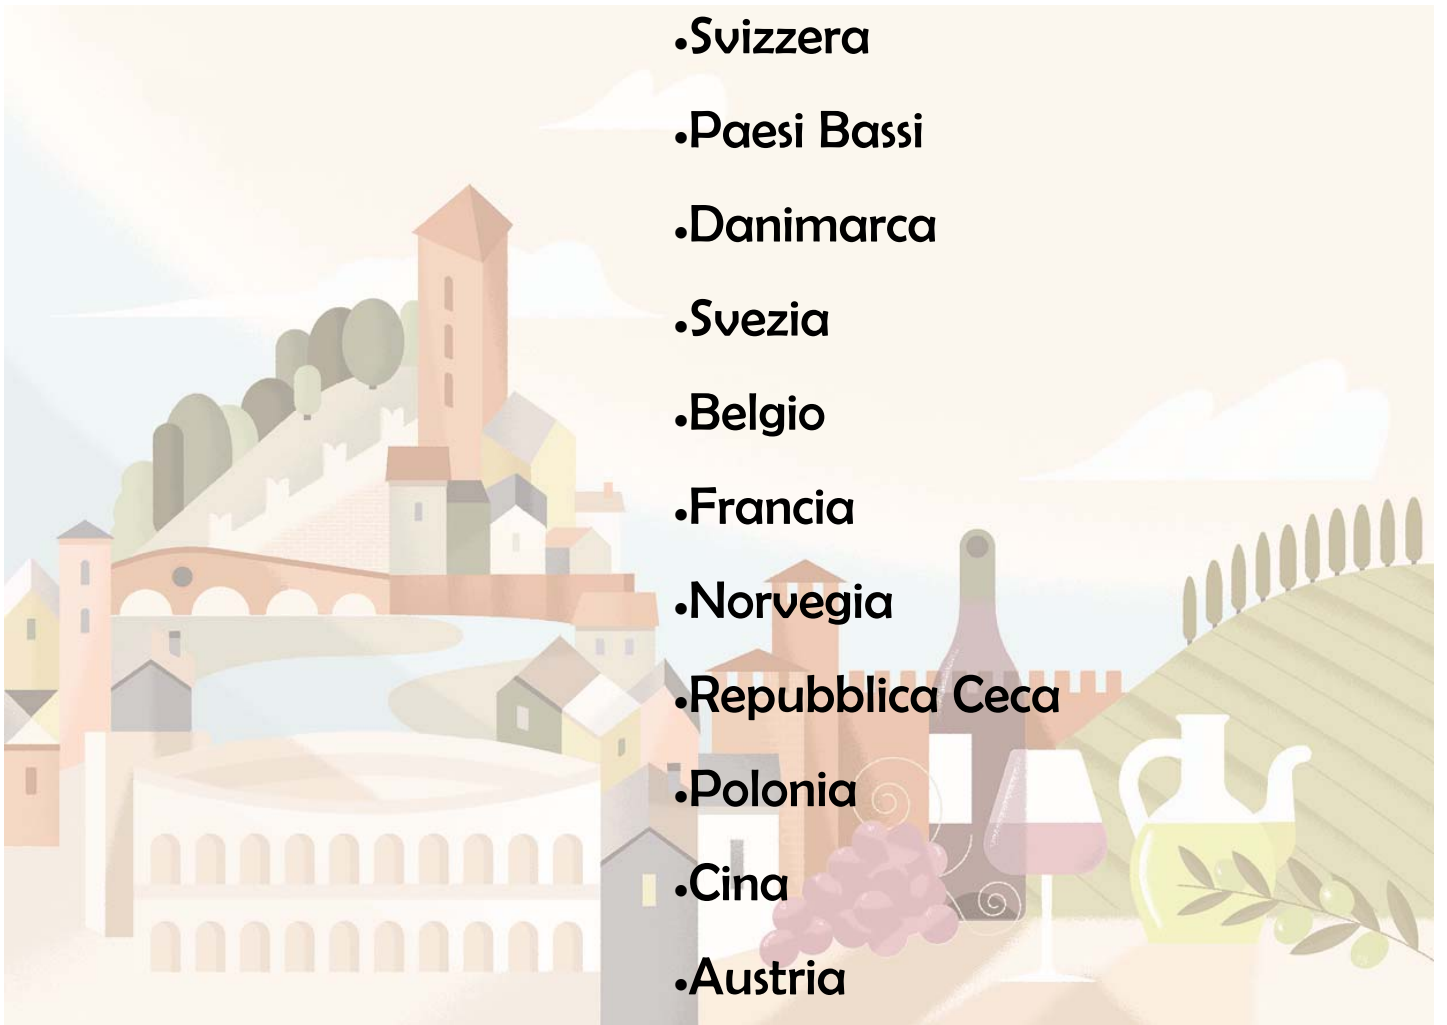 •Svizzera
•Paesi Bassi
•Danimarca
•Svezia
•Belgio
•Francia
•Norvegia
•Repubblica Ceca
•Polonia
•Cina
•Austria